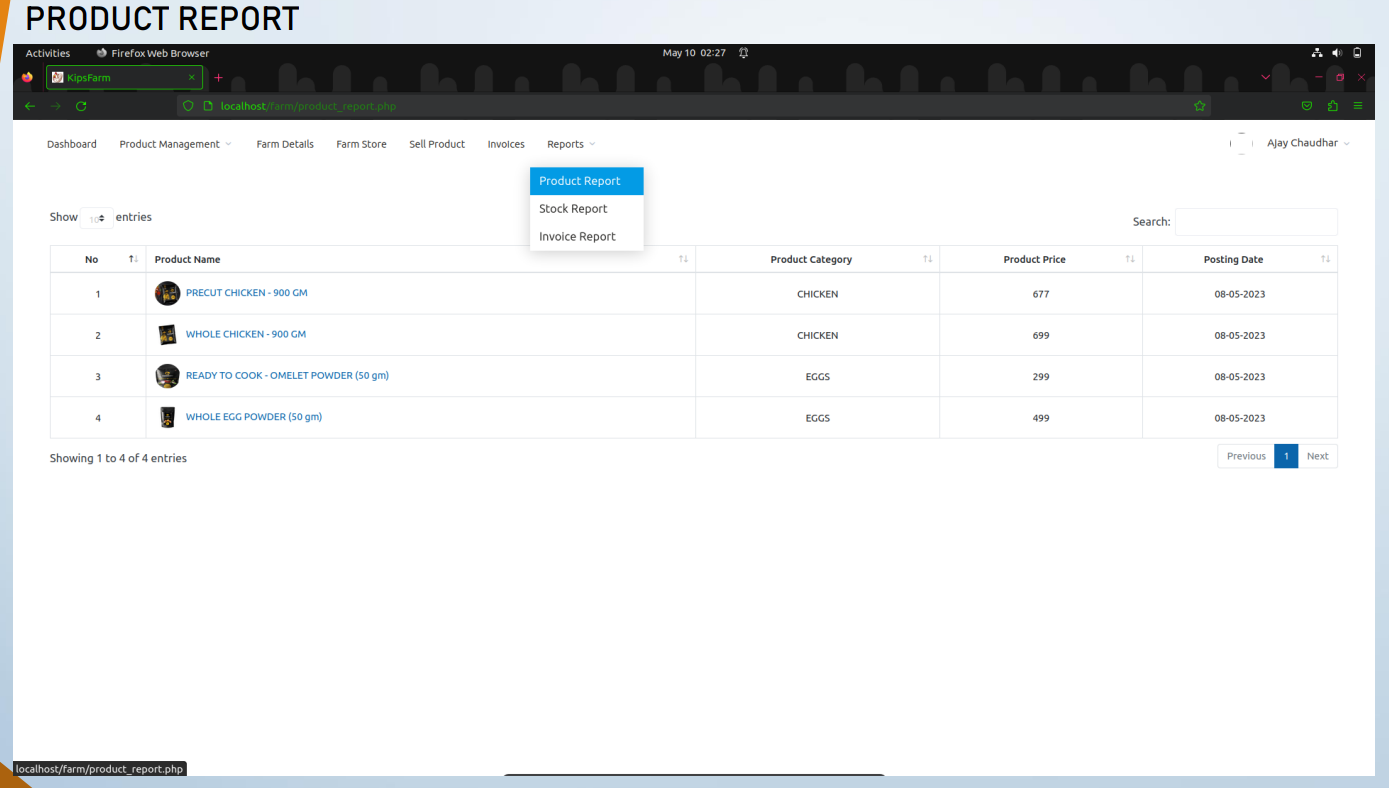 PRODUCT REPORT
Activities Firefox Web Browser May 10 02:27
KipsFarm
localhost/farm/product_report.php
Dashboard Product Management Farm Details Farm Store Sell Product Invoices Reports Ajay Chaudhar
Product Report
Stock Report
Invoice Report
Show 10 entries Search:
No Product Name Product Category Product Price Posting Date
1 PRECUT CHICKEN - 900 GM CHICKEN 677 08-05-2023
2 WHOLE CHICKEN - 900 GM CHICKEN 699 08-05-2023
3 READY TO COOK - OMELET POWDER (50 gm) EGGS 299 08-05-2023
4 WHOLE EGG POWDER (50 gm) EGGS 499 08-05-2023
Showing 1 to 4 of 4 entries Previous 1 Next
localhost/farm/product_report.php